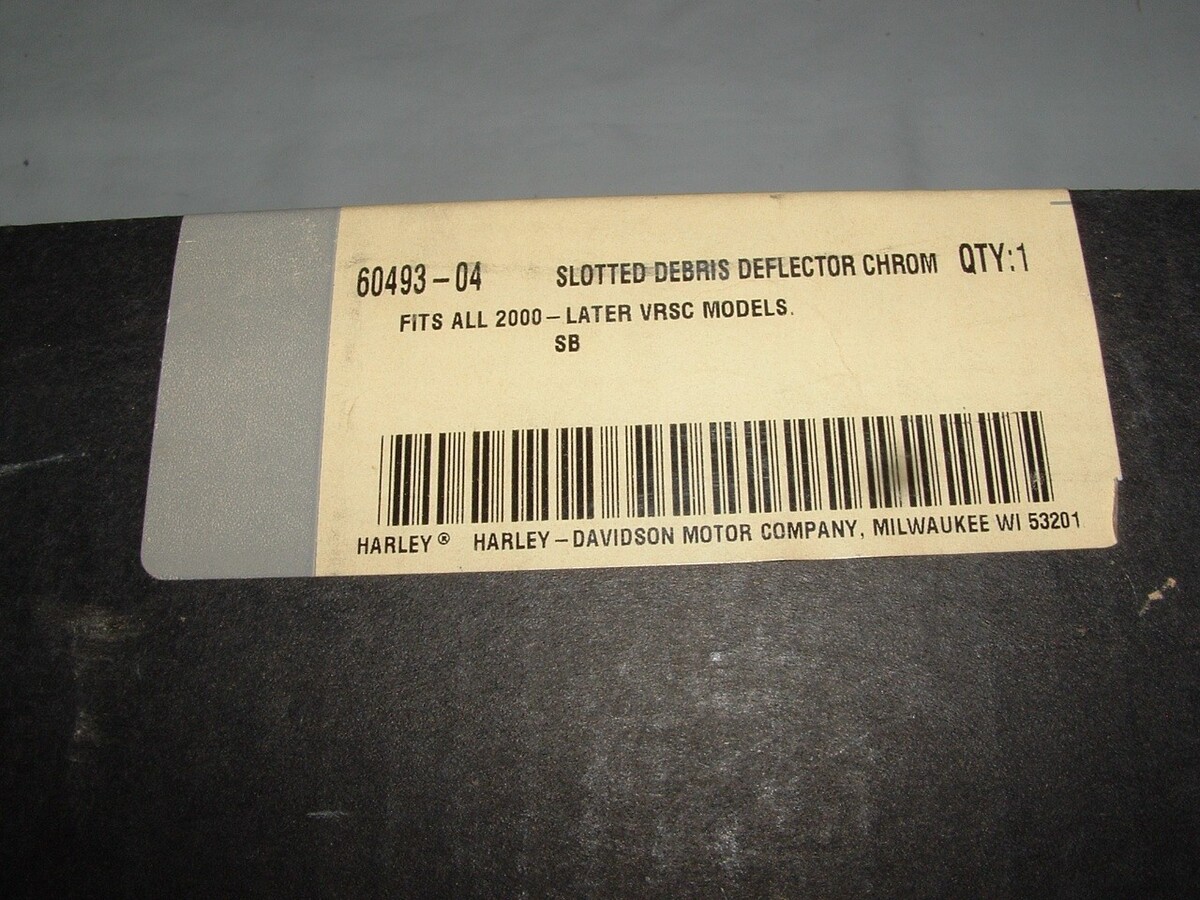 60493-04 SLOTTED DEBRIS DEFLECTOR CHROM QTY:1
FITS ALL 2000-LATER VRSC MODELS.
SB
HARLEY® HARLEY-DAVIDSON MOTOR COMPANY, MILWAUKEE WI 53201